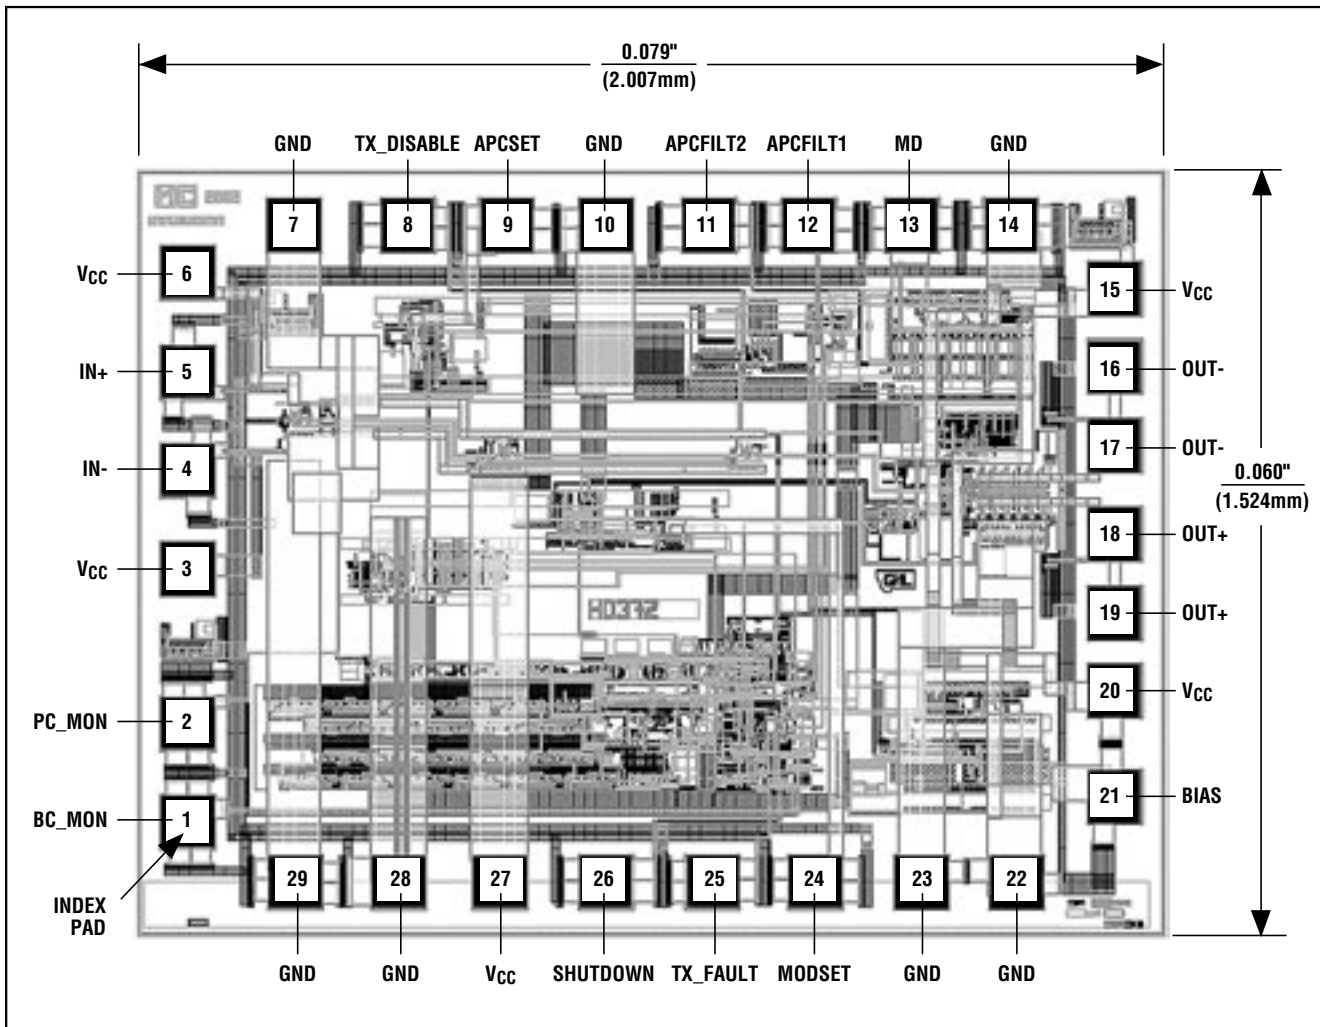 0.079"
(2.007mm)
GND TX_DISABLE APCSET GND APCFILT2 APCFILT1 MD GND
7 8 9 10 11 12 13 14
VCC 6
15 VCC
IN+ 5
16 OUT-
IN- 4
17 OUT-
0.060"
(1.524mm)
VCC 3
18 OUT+
HD372
19 OUT+
PC_MON 2
20 VCC
BC_MON 1
21 BIAS
INDEX
PAD
29 28 27 26 25 24 23 22
GND GND VCC SHUTDOWN TX_FAULT MODSET GND GND